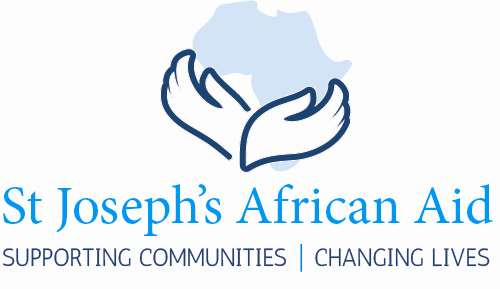 St Joseph's African Aid
SUPPORTING COMMUNITIES | CHANGING LIVES